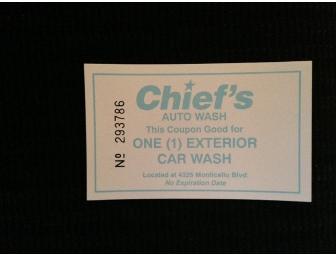 Chief's
AUTO WASH
This Coupon Good for
ONE (1) EXTERIOR
CAR WASH
Located at 4325 Monticello Blvd.
No Expiration Date
№ 293786